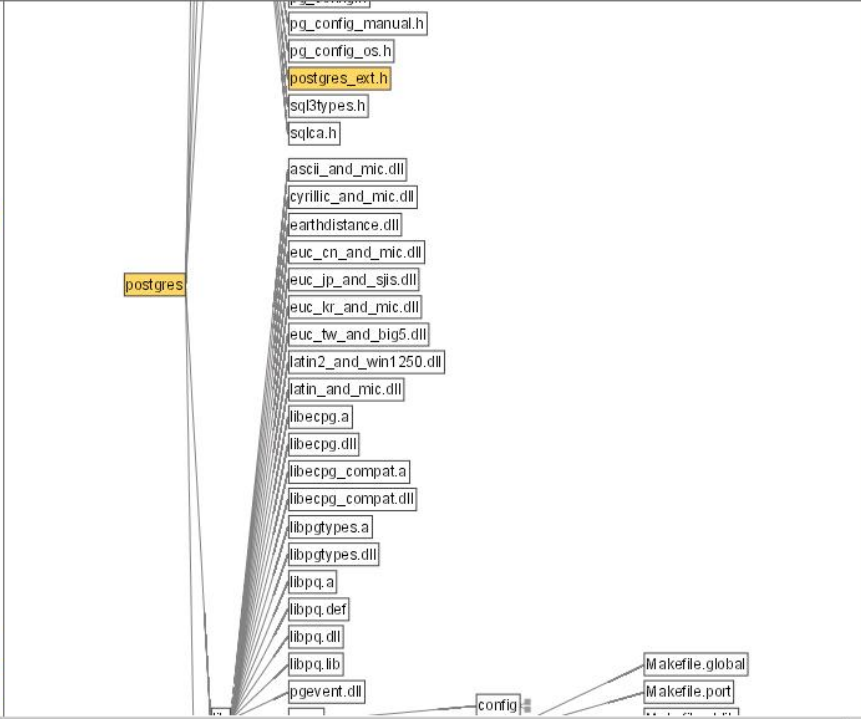 pg_config_manual.h
pg_config_os.h
postgres_ext.h
sql3types.h
sqlca.h
ascii_and_mic.dll
cyrillic_and_mic.dll
earthdistance.dll
euc_cn_and_mic.dll
postgres
euc_jp_and_sjis.dll
euc_kr_and_mic.dll
euc_tw_and_big5.dll
latin2_and_win1250.dll
latin_and_mic.dll
libecpg.a
libecpg.dll
libecpg_compat.a
libecpg_compat.dll
libpgtypes.a
libpgtypes.dll
libpq.a
libpq.def
libpq.dll
libpq.lib
Makefile.global
pgevent.dll
Makefile.port
config